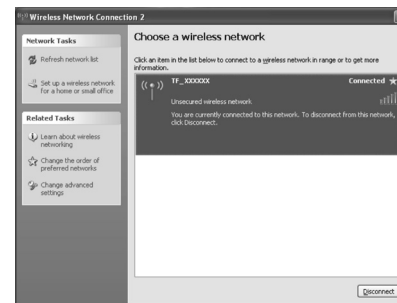 Wireless Network Connection 2
Network Tasks
Refresh network list
Set up a wireless network
for a home or small office
Related Tasks
Learn about wireless
networking
Change the order of
preferred networks
Change advanced
settings
Choose a wireless network
Click an item in the list below to connect to a wireless network in range or to get more
information.
TF_XXXXXX
Connected
Unsecured wireless network
You are currently connected to this network. To disconnect from this network,
click Disconnect.
Disconnect